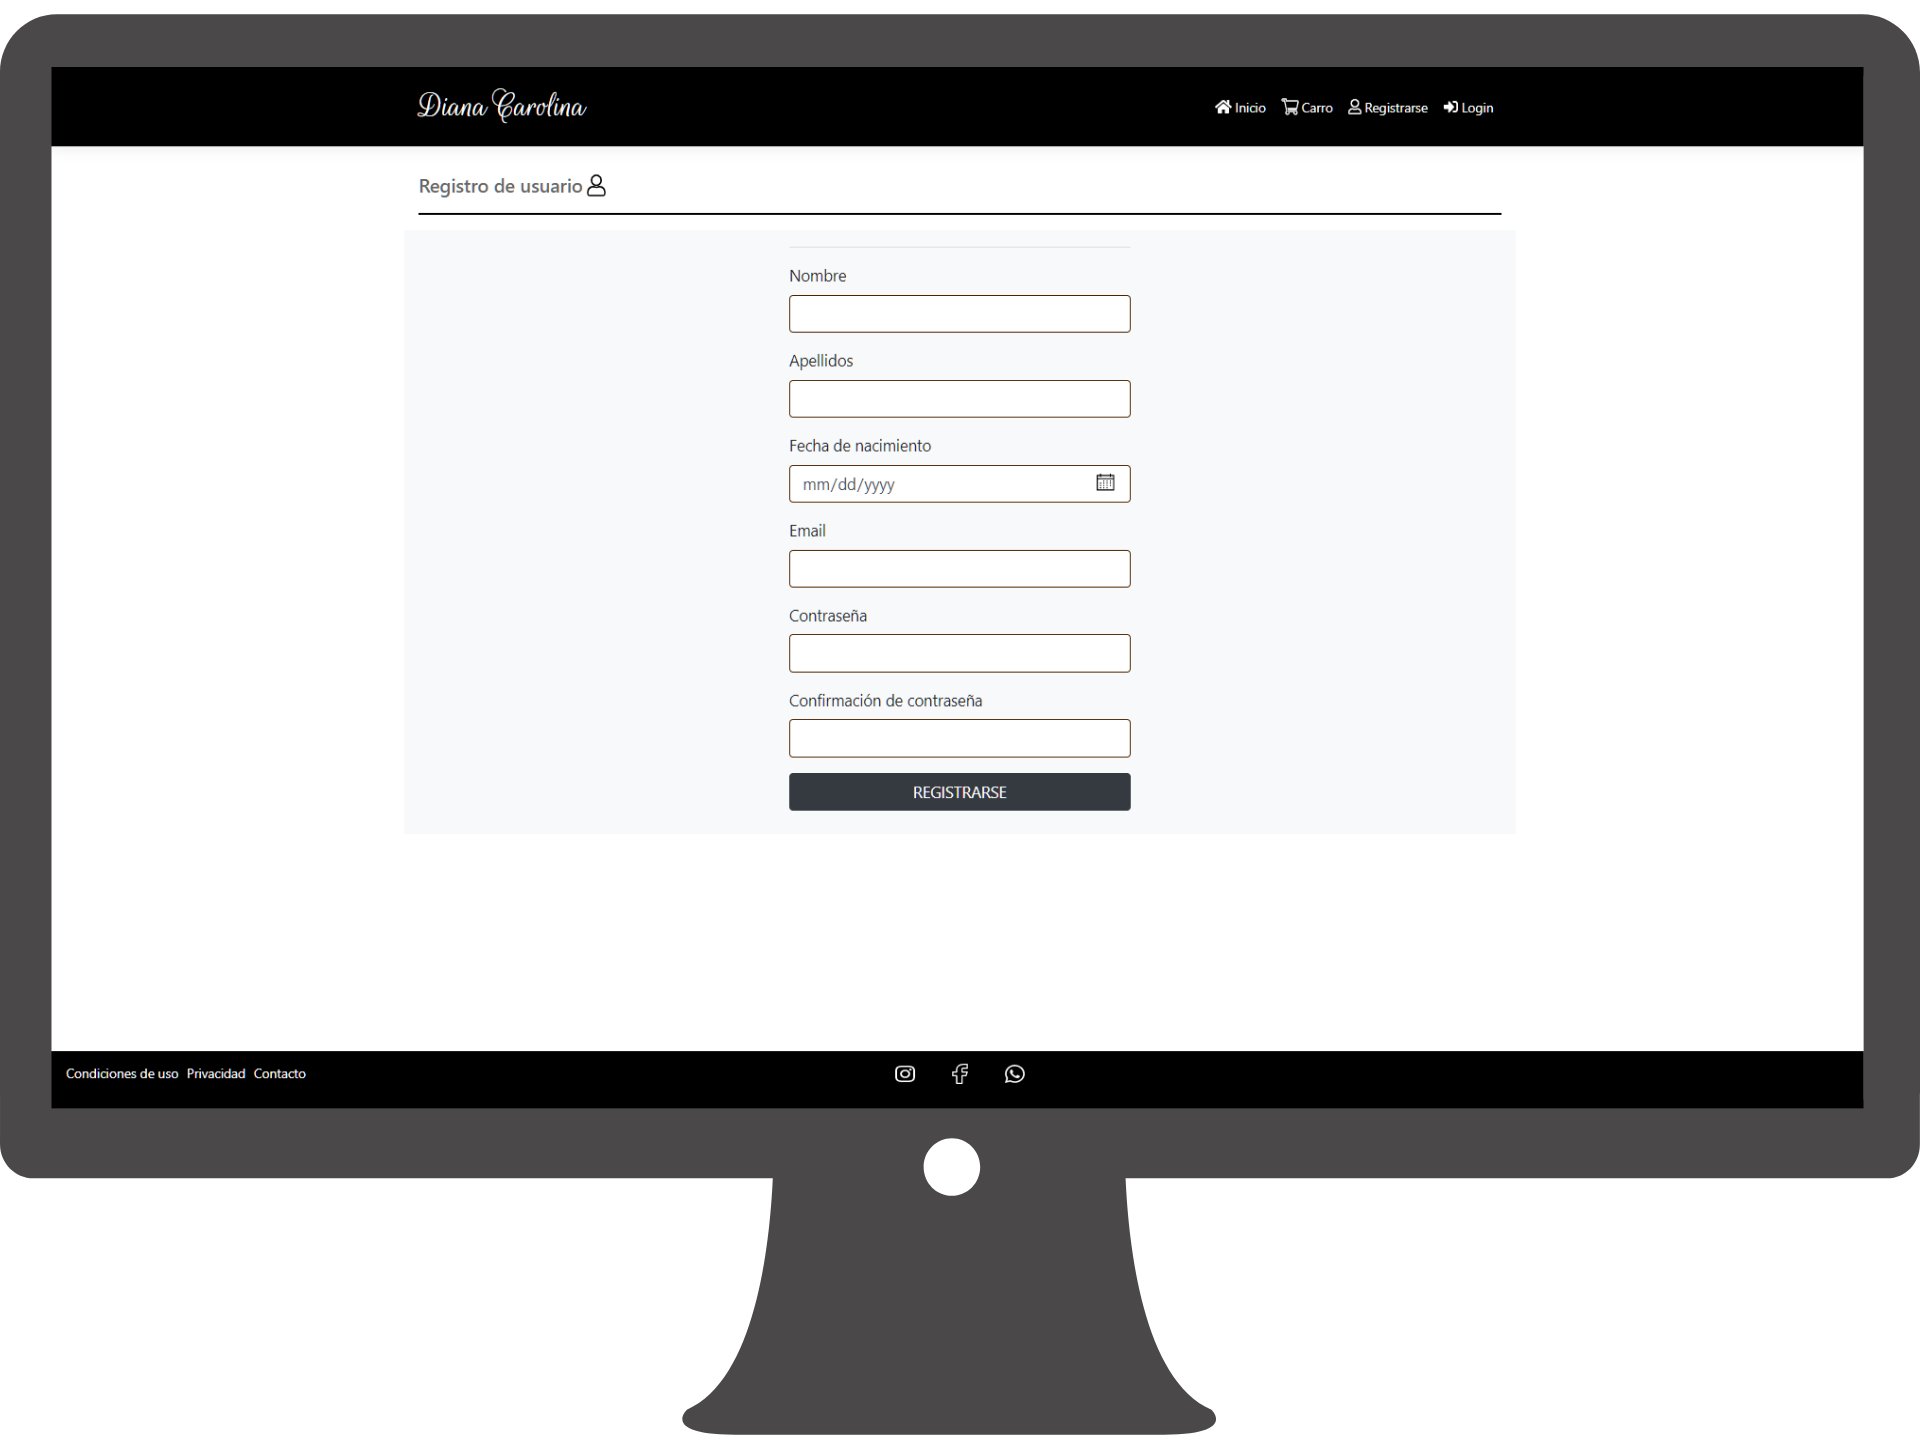 Diana Carolina
Inicio Carro Registrarse Login
Registro de usuario
Nombre
Apellidos
Fecha de nacimiento
mm/dd/yyyy
Email
Contraseña
Confirmación de contraseña
REGISTRARSE
Condiciones de uso Privacidad Contacto